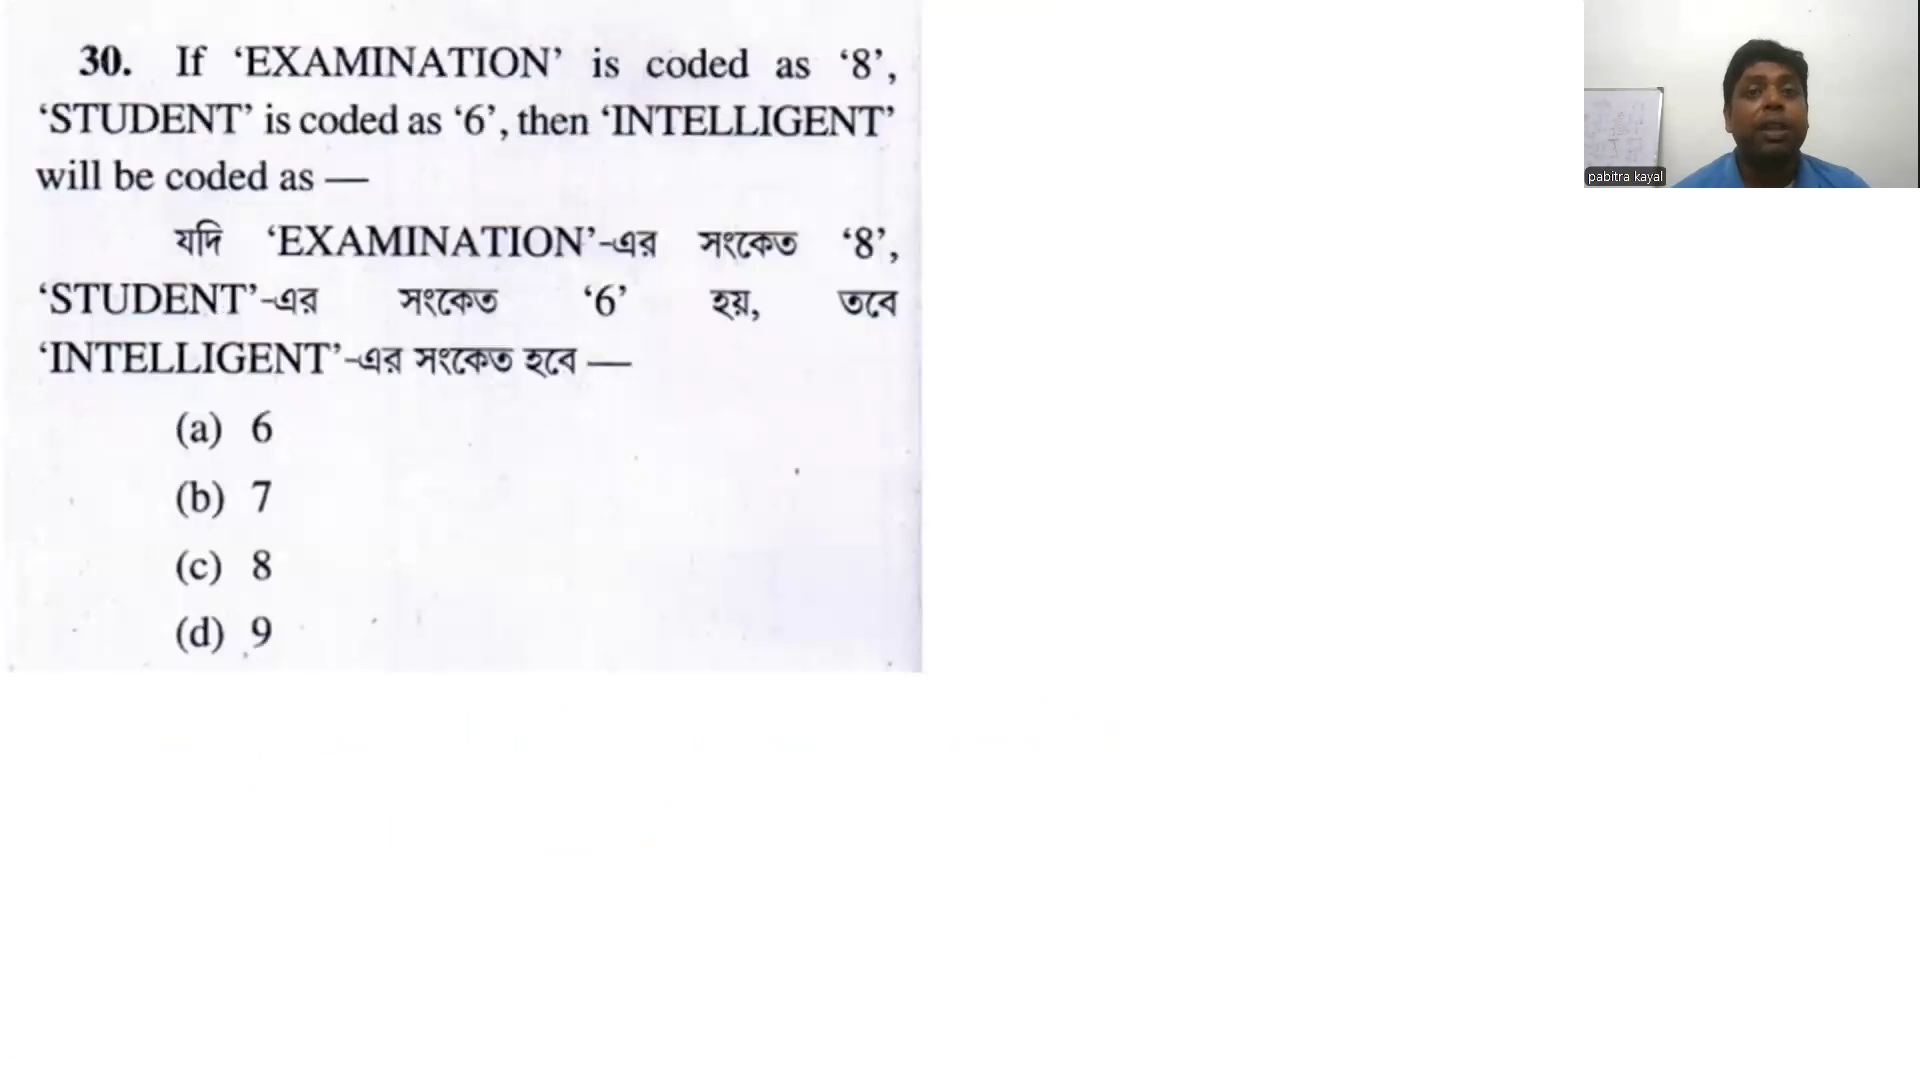 30. If ‘EXAMINATION’ is coded as ‘8’,
‘STUDENT’ is coded as ‘6’, then ‘INTELLIGENT’
will be coded as —
যদি ‘EXAMINATION’-এর সংকেত ‘8’,
‘STUDENT’-এর সংকেত ‘6’ হয়, তবে
‘INTELLIGENT’-এর সংকেত হবে —
(a) 6
(b) 7
(c) 8
(d) 9
pabitra kayal